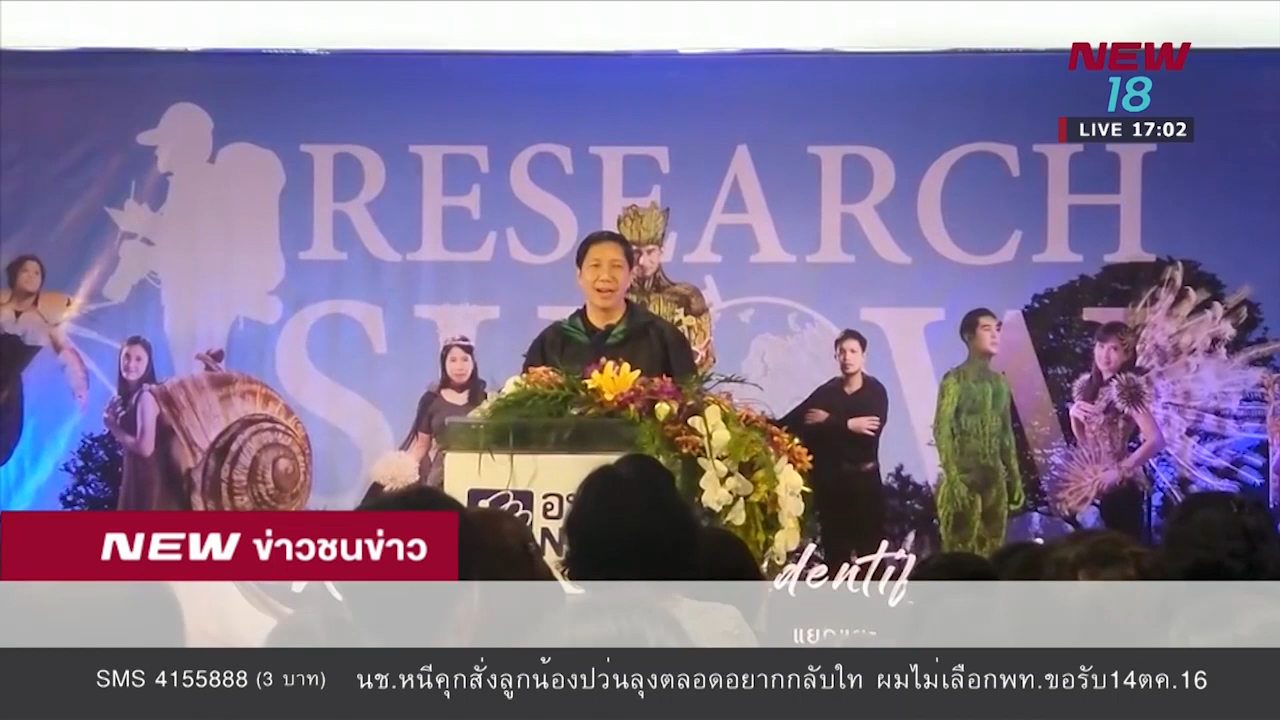 NEW
18
LIVE 17:02
RESEARCH
SHOW
NEW ข่าวชนข่าว
dentif
SMS 4155888 (3 บาท) นช.หนีคุกสั่งลูกน้องปว่นลุงตลอดอยากกลับไท ผมไม่เลือกพท.ขอรับ14ตค.16